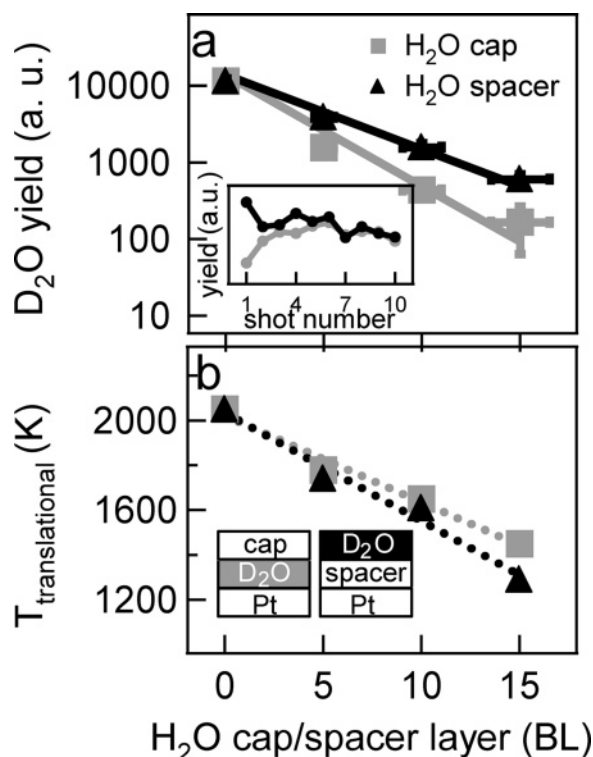 a
H₂O cap
H₂O spacer
D₂O yield (a. u.)
10000
1000
100
10
yield (a.u.)
1 4 7 10
shot number
b
T_translational (K)
2000
1600
1200
cap D₂O
D₂O spacer
Pt Pt
0 5 10 15
H₂O cap/spacer layer (BL)